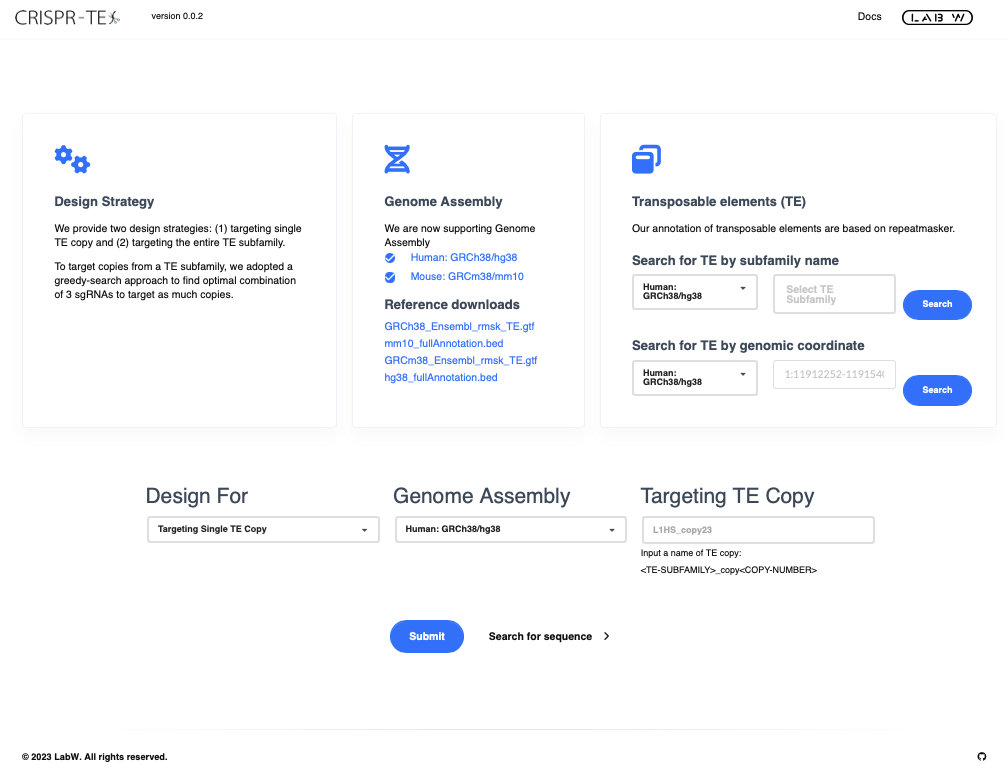 CRISPR-TE
version 0.0.2
Docs
LAB W
Design Strategy
We provide two design strategies: (1) targeting single
TE copy and (2) targeting the entire TE subfamily.
To target copies from a TE subfamily, we adopted a
greedy-search approach to find optimal combination
of 3 sgRNAs to target as much copies.
Genome Assembly
We are now supporting Genome
Assembly
Human: GRCh38/hg38
Mouse: GRCm38/mm10
Reference downloads
GRCh38_Ensembl_rmsk_TE.gtf
mm10_fullAnnotation.bed
GRCm38_Ensembl_rmsk_TE.gtf
hg38_fullAnnotation.bed
Transposable elements (TE)
Our annotation of transposable elements are based on repeatmasker.
Search for TE by subfamily name
Human:
GRCh38/hg38
Select TE
Subfamily
Search
Search for TE by genomic coordinate
Human:
GRCh38/hg38
1:11912252-1191540
Search
Design For
Targeting Single TE Copy
Genome Assembly
Human: GRCh38/hg38
Targeting TE Copy
L1HS_copy23
Input a name of TE copy:
<TE-SUBFAMILY>_copy<COPY-NUMBER>
Submit
Search for sequence
© 2023 LabW. All rights reserved.